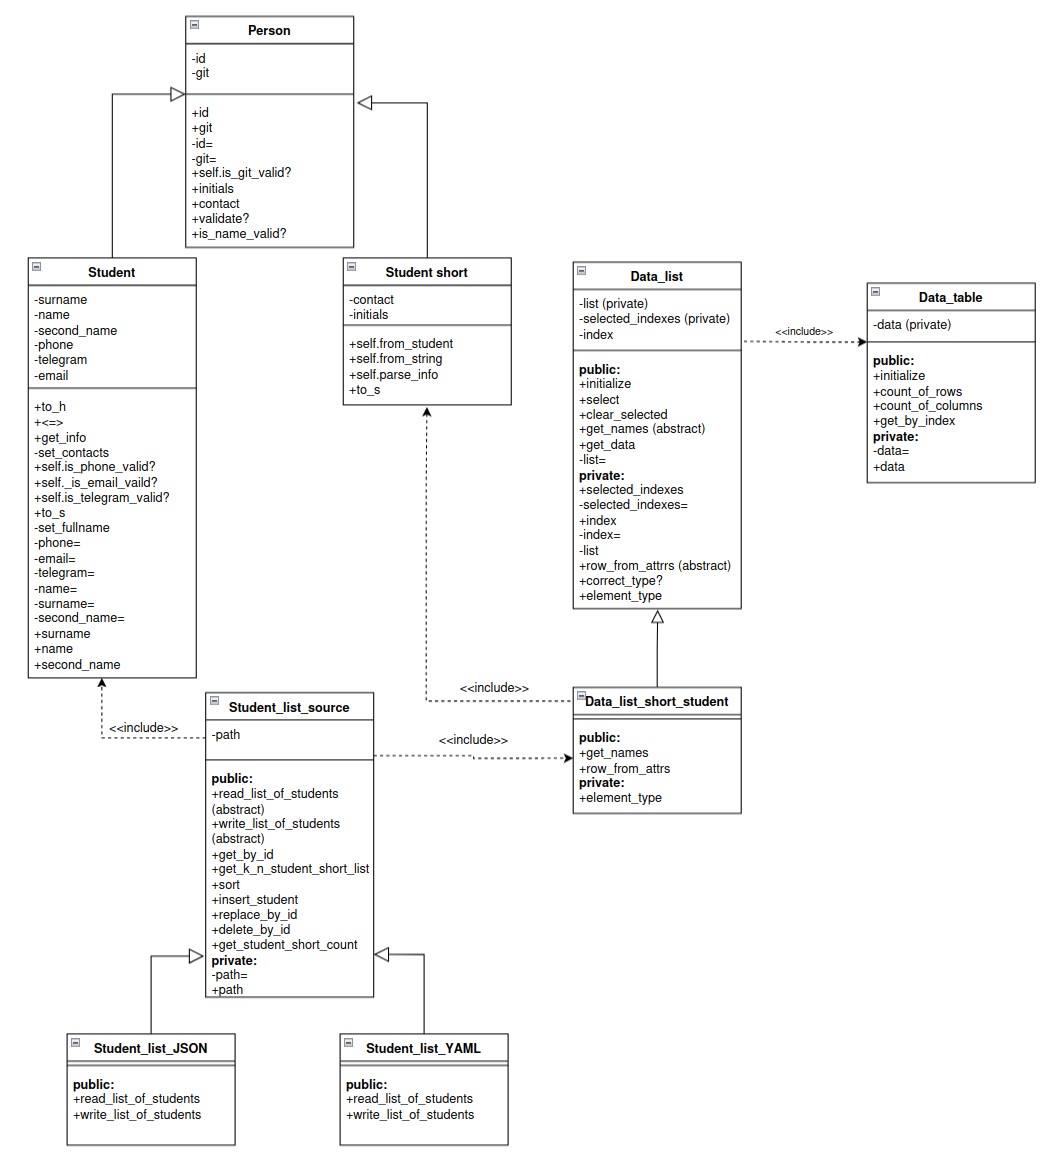 Person
-id
-git
+id
+git
-id=
-git=
+self.is_git_valid?
+initials
+contact
+validate?
+is_name_valid?
Student
-surname
-name
-second_name
-phone
-telegram
-email
+to_h
+<=>
+get_info
-set_contacts
+self.is_phone_valid?
+self._is_email_vaild?
+self.is_telegram_valid?
+to_s
-set_fullname
-phone=
-email=
-telegram=
-name=
-surname=
-second_name=
+surname
+name
+second_name
Student short
-contact
-initials
+self.from_student
+self.from_string
+self.parse_info
+to_s
Data_list
-list (private)
-selected_indexes (private)
-index
public:
+initialize
+select
+clear_selected
+get_names (abstract)
+get_data
-list=
private:
+selected_indexes
-selected_indexes=
+index
-index=
-list
+row_from_attrrs (abstract)
+correct_type?
+element_type
<<include>>
Data_table
-data (private)
public:
+initialize
+count_of_rows
+count_of_columns
+get_by_index
private:
-data=
+data
<<include>>
<<include>>
<<include>>
Student_list_source
-path
public:
+read_list_of_students
(abstract)
+write_list_of_students
(abstract)
+get_by_id
+get_k_n_student_short_list
+sort
+insert_student
+replace_by_id
+delete_by_id
+get_student_short_count
private:
-path=
+path
Data_list_short_student
public:
+get_names
+row_from_attrs
private:
+element_type
Student_list_JSON
public:
+read_list_of_students
+write_list_of_students
Student_list_YAML
public:
+read_list_of_students
+write_list_of_students